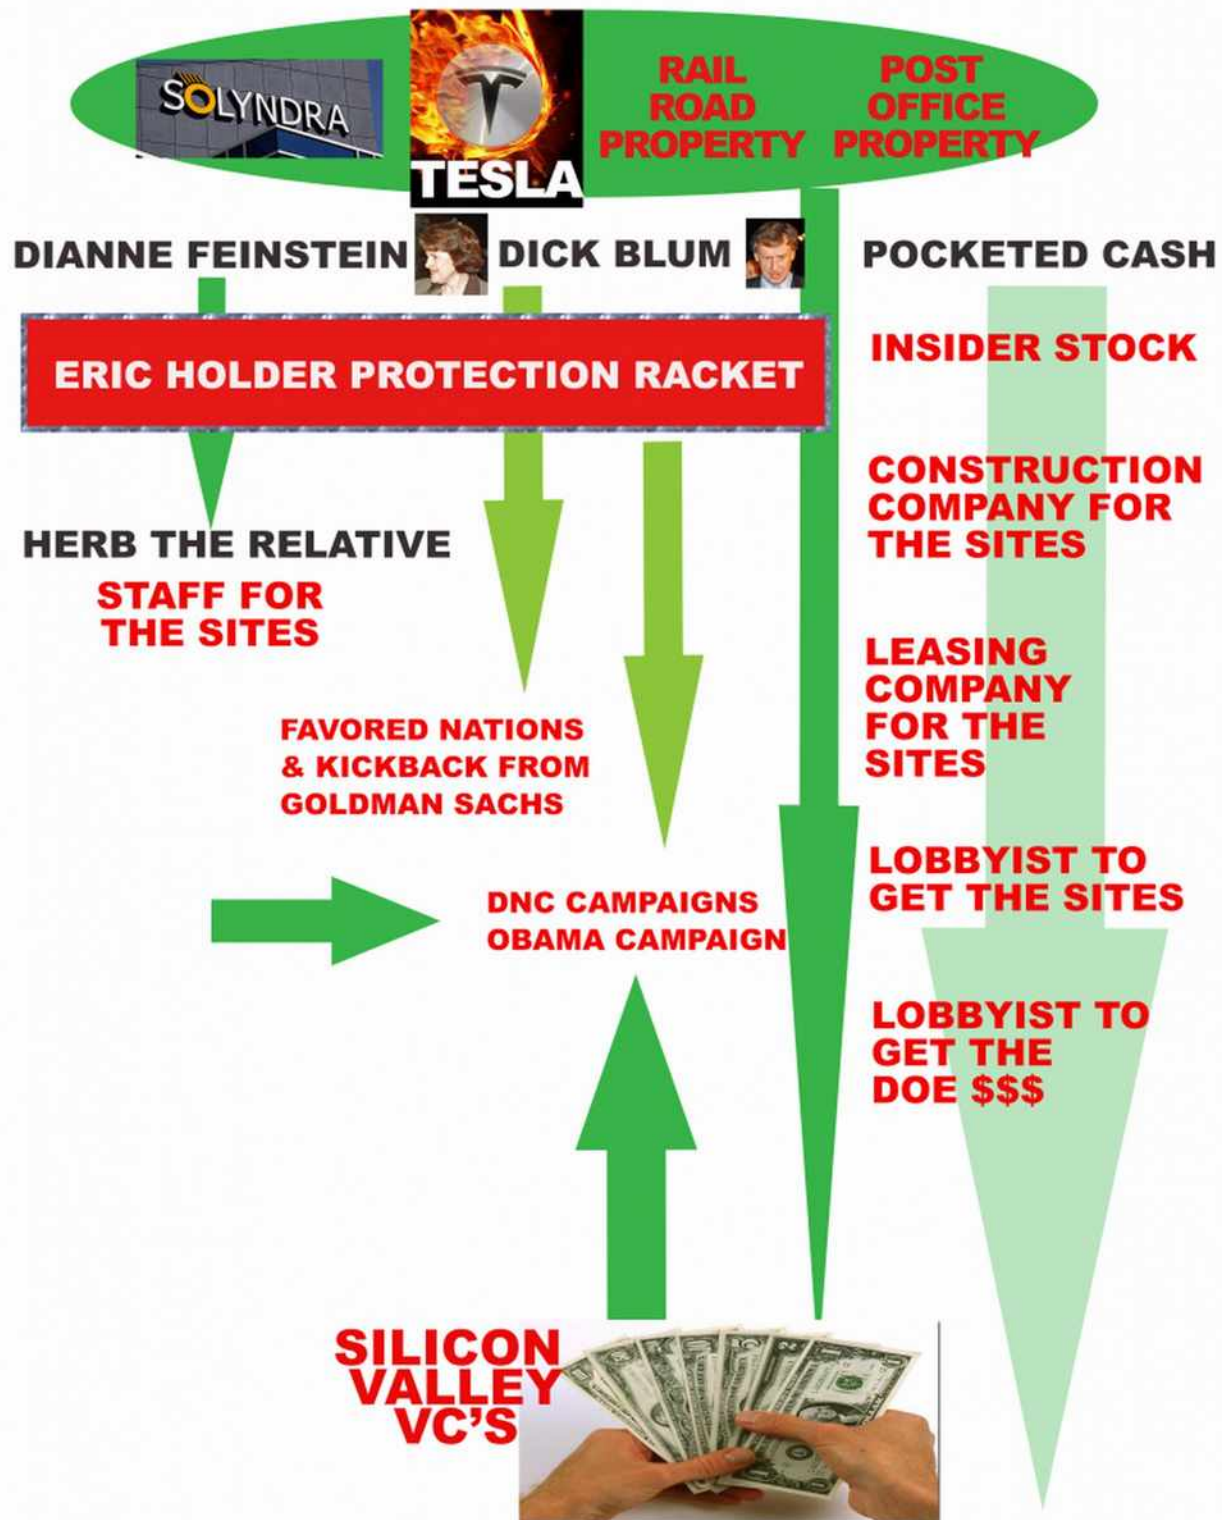 SOLYNDRA
TESLA
RAIL
ROAD
PROPERTY
POST
OFFICE
PROPERTY
DIANNE FEINSTEIN
DICK BLUM
POCKETED CASH
ERIC HOLDER PROTECTION RACKET
INSIDER STOCK
CONSTRUCTION
COMPANY FOR
THE SITES
HERB THE RELATIVE
STAFF FOR
THE SITES
LEASING
COMPANY
FOR THE
SITES
FAVORED NATIONS
& KICKBACK FROM
GOLDMAN SACHS
LOBBYIST TO
GET THE SITES
DNC CAMPAIGNS
OBAMA CAMPAIGN
LOBBYIST TO
GET THE
DOE $$$
SILICON
VALLEY
VC'S